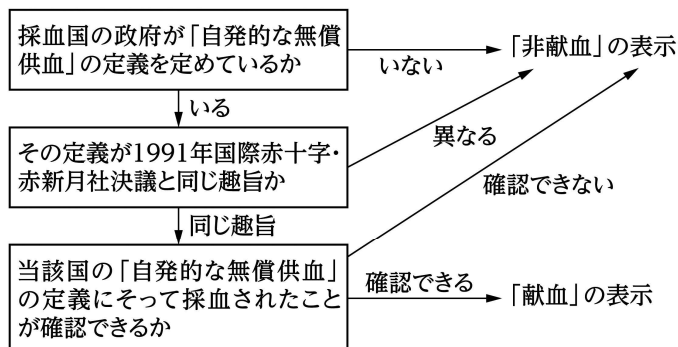 採血国の政府が「自発的な無償
供血」の定義を定めているか
いない
「非献血」の表示
いる
その定義が1991年国際赤十字・
赤新月社決議と同じ趣旨か
異なる
同じ趣旨
確認できない
当該国の「自発的な無償供血」
の定義にそって採血されたこと
が確認できるか
確認できる
「献血」の表示